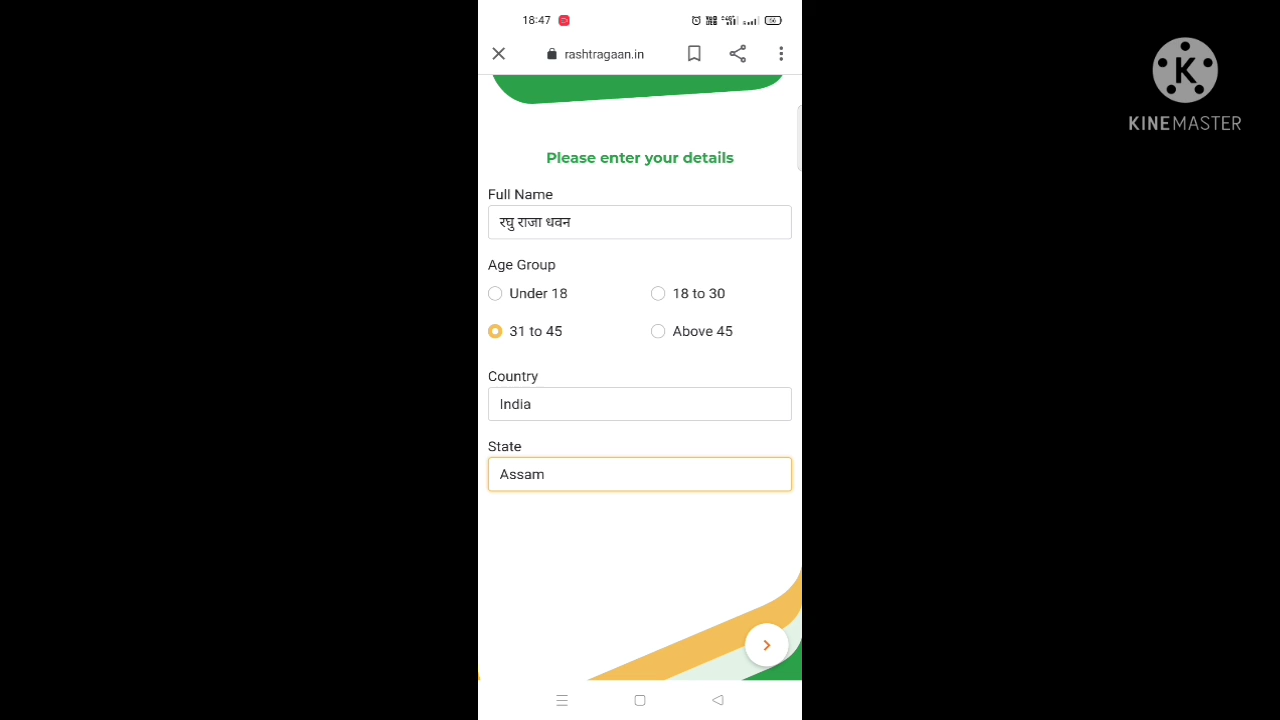 18:47
rashtragaan.in
K
KINEMASTER
Please enter your details
Full Name
रघु राजा धवन
Age Group
Under 18
18 to 30
31 to 45
Above 45
Country
India
State
Assam